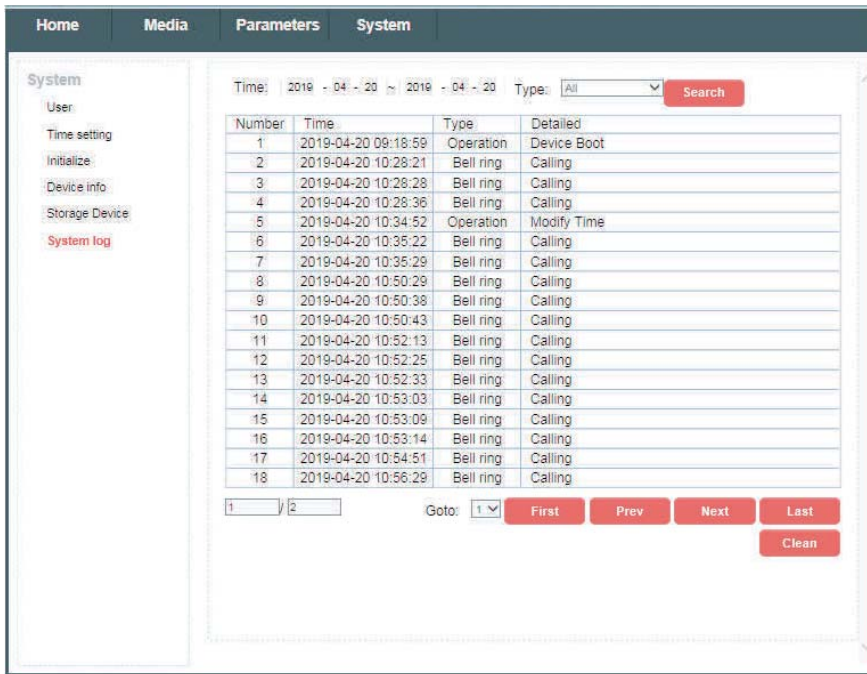 Home Media Parameters System
System
User
Time setting
Initialize
Device info
Storage Device
System log
Time: 2019 - 04 - 20 ~ 2019 - 04 - 20 Type: All Search
Number Time Type Detailed
1 2019-04-20 09:18:59 Operation Device Boot
2 2019-04-20 10:28:21 Bell ring Calling
3 2019-04-20 10:28:28 Bell ring Calling
4 2019-04-20 10:28:36 Bell ring Calling
5 2019-04-20 10:34:52 Operation Modify Time
6 2019-04-20 10:35:22 Bell ring Calling
7 2019-04-20 10:35:29 Bell ring Calling
8 2019-04-20 10:50:29 Bell ring Calling
9 2019-04-20 10:50:38 Bell ring Calling
10 2019-04-20 10:50:43 Bell ring Calling
11 2019-04-20 10:52:13 Bell ring Calling
12 2019-04-20 10:52:25 Bell ring Calling
13 2019-04-20 10:52:33 Bell ring Calling
14 2019-04-20 10:53:03 Bell ring Calling
15 2019-04-20 10:53:09 Bell ring Calling
16 2019-04-20 10:53:14 Bell ring Calling
17 2019-04-20 10:54:51 Bell ring Calling
18 2019-04-20 10:56:29 Bell ring Calling
1 / 2 Goto: 1 First Prev Next Last
Clean